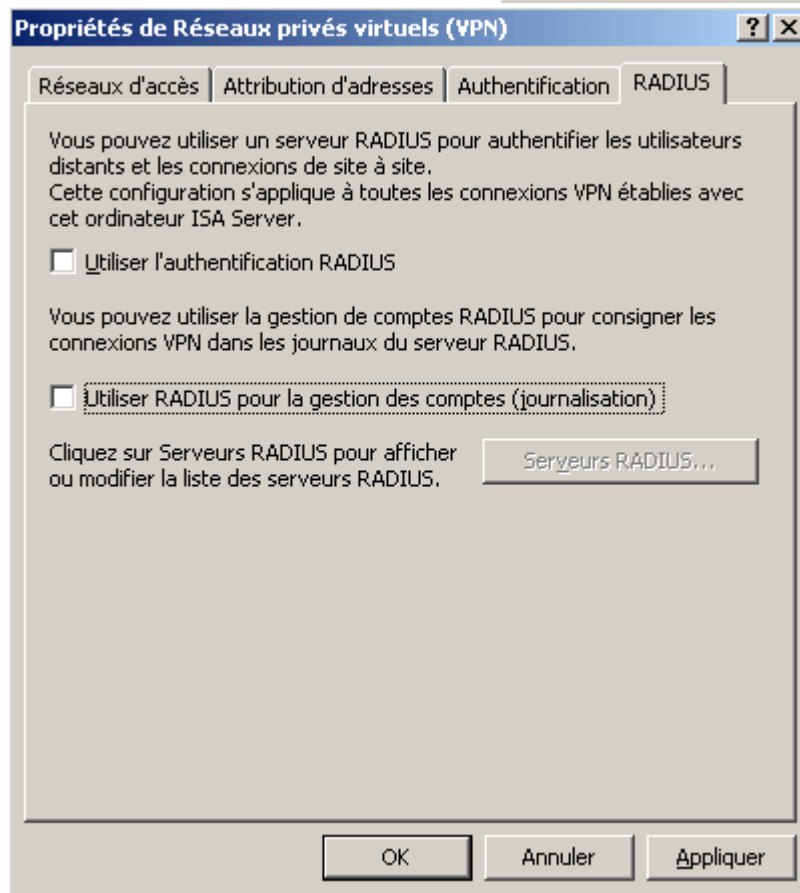 Propriétés de Réseaux privés virtuels (VPN)
Réseaux d'accès Attribution d'adresses Authentification RADIUS
Vous pouvez utiliser un serveur RADIUS pour authentifier les utilisateurs
distants et les connexions de site à site.
Cette configuration s'applique à toutes les connexions VPN établies avec
cet ordinateur ISA Server.
Utiliser l'authentification RADIUS
Vous pouvez utiliser la gestion de comptes RADIUS pour consigner les
connexions VPN dans les journaux du serveur RADIUS.
Utiliser RADIUS pour la gestion des comptes (journalisation)
Cliquez sur Serveurs RADIUS pour afficher
ou modifier la liste des serveurs RADIUS.
Serveurs RADIUS...
OK Annuler Appliquer